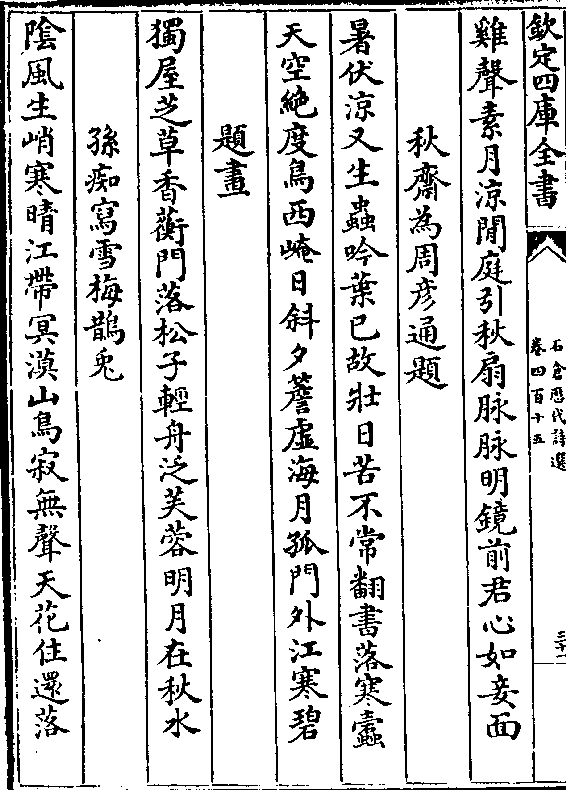 欽定四庫全書
石倉歴代詩選
卷四百十五
雞聲素月涼閒庭引秋扇脉脉明鏡前君心如妾面
秋齋為周彦通題
暑伏涼又生蟲吟葉已故壯日苦不常翻書落寒蠹
天空絶度鳥西崦日斜夕蘑虚海月孤門外江寒碧
題畫
獨屋芝草香蘅門落松子輕舟泛芙蓉明月在秋水
孫痴寫雪梅鵲兎
隂風生峭寒晴江帶冥漠山鳥寂無聲天花住還落